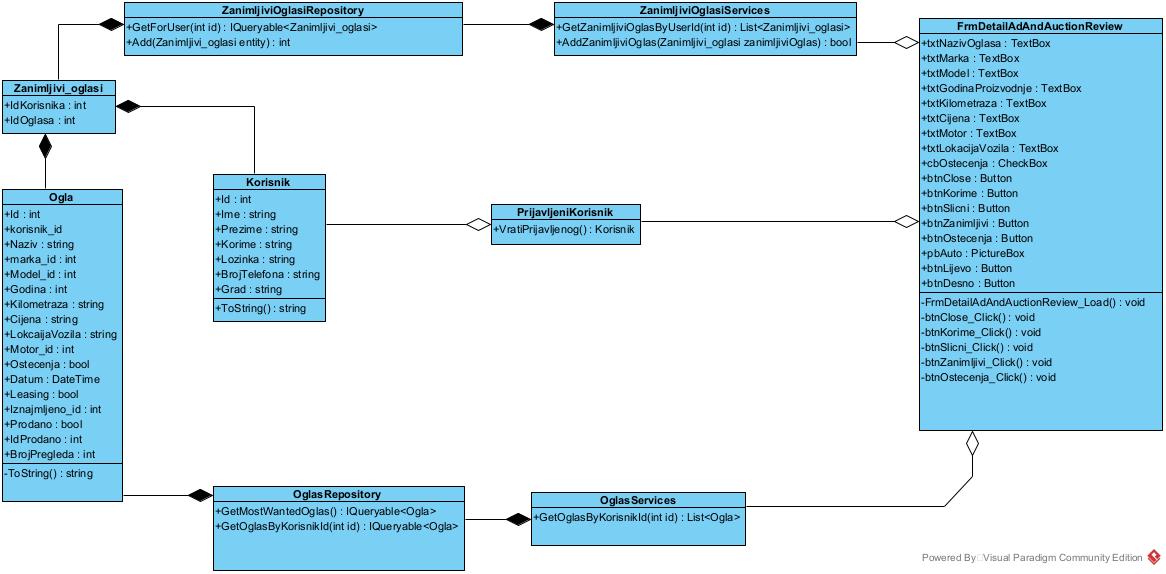 ZanimljiviOglasiRepository
+GetForUser(int id) : IQueryable<Zanimljivi_oglasi>
+Add(Zanimljivi_oglasi entity) : int
ZanimljiviOglasiServices
+GetZanimljiviOglasByUserId(int id) : List<Zanimljivi_oglasi>
+AddZanimljiviOglas(Zanimljivi_oglasi zanimljiviOglas) : bool
FrmDetailAdAndAuctionReview
+txtNazivOglasa : TextBox
+txtMarka : TextBox
+txtModel : TextBox
+txtGodinaProizvodnje : TextBox
+txtKilometraza : TextBox
+txtCijena : TextBox
+txtMotor : TextBox
+txtLokacijaVozila : TextBox
+cbOstecenja : CheckBox
+btnClose : Button
+btnKorime : Button
+btnSlicni : Button
+btnZanimljivi : Button
+btnOstecenja : Button
+pbAuto : PictureBox
+btnLijevo : Button
+btnDesno : Button
-FrmDetailAdAndAuctionReview_Load() : void
-btnClose_Click() : void
-btnKorime_Click() : void
-btnSlicni_Click() : void
-btnZanimljivi_Click() : void
-btnOstecenja_Click() : void
Zanimljivi_oglasi
+IdKorisnika : int
+IdOglasa : int
Korisnik
+Id : int
+Ime : string
+Prezime : string
+Korime : string
+Lozinka : string
+BrojTelefona : string
+Grad : string
+ToString() : string
PrijavljeniKorisnik
+VratiPrijavljenog() : Korisnik
Ogla
+Id : int
+korisnik_id
+Naziv : string
+marka_id : int
+Model_id : int
+Godina : int
+Kilometraza : string
+Cijena : string
+LokcaijaVozila : string
+Motor_id : int
+Ostecenja : bool
+Datum : DateTime
+Leasing : bool
+Iznajmljeno_id : int
+Prodano : bool
+IdProdano : int
+BrojPregleda : int
-ToString() : string
OglasRepository
+GetMostWantedOglas() : IQueryable<Ogla>
+GetOglasByKorisnikId(int id) : IQueryable<Ogla>
OglasServices
+GetOglasByKorisnikId(int id) : List<Ogla>
Powered By Visual Paradigm Community Edition